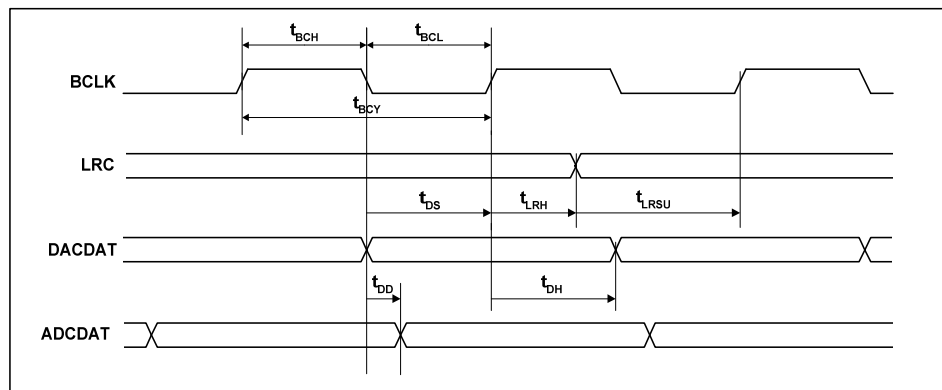 tBCH tBCL
BCLK
tBCY
LRC
tDS tLRH tLRSU
DACDAT
tDD tDH
ADCDAT